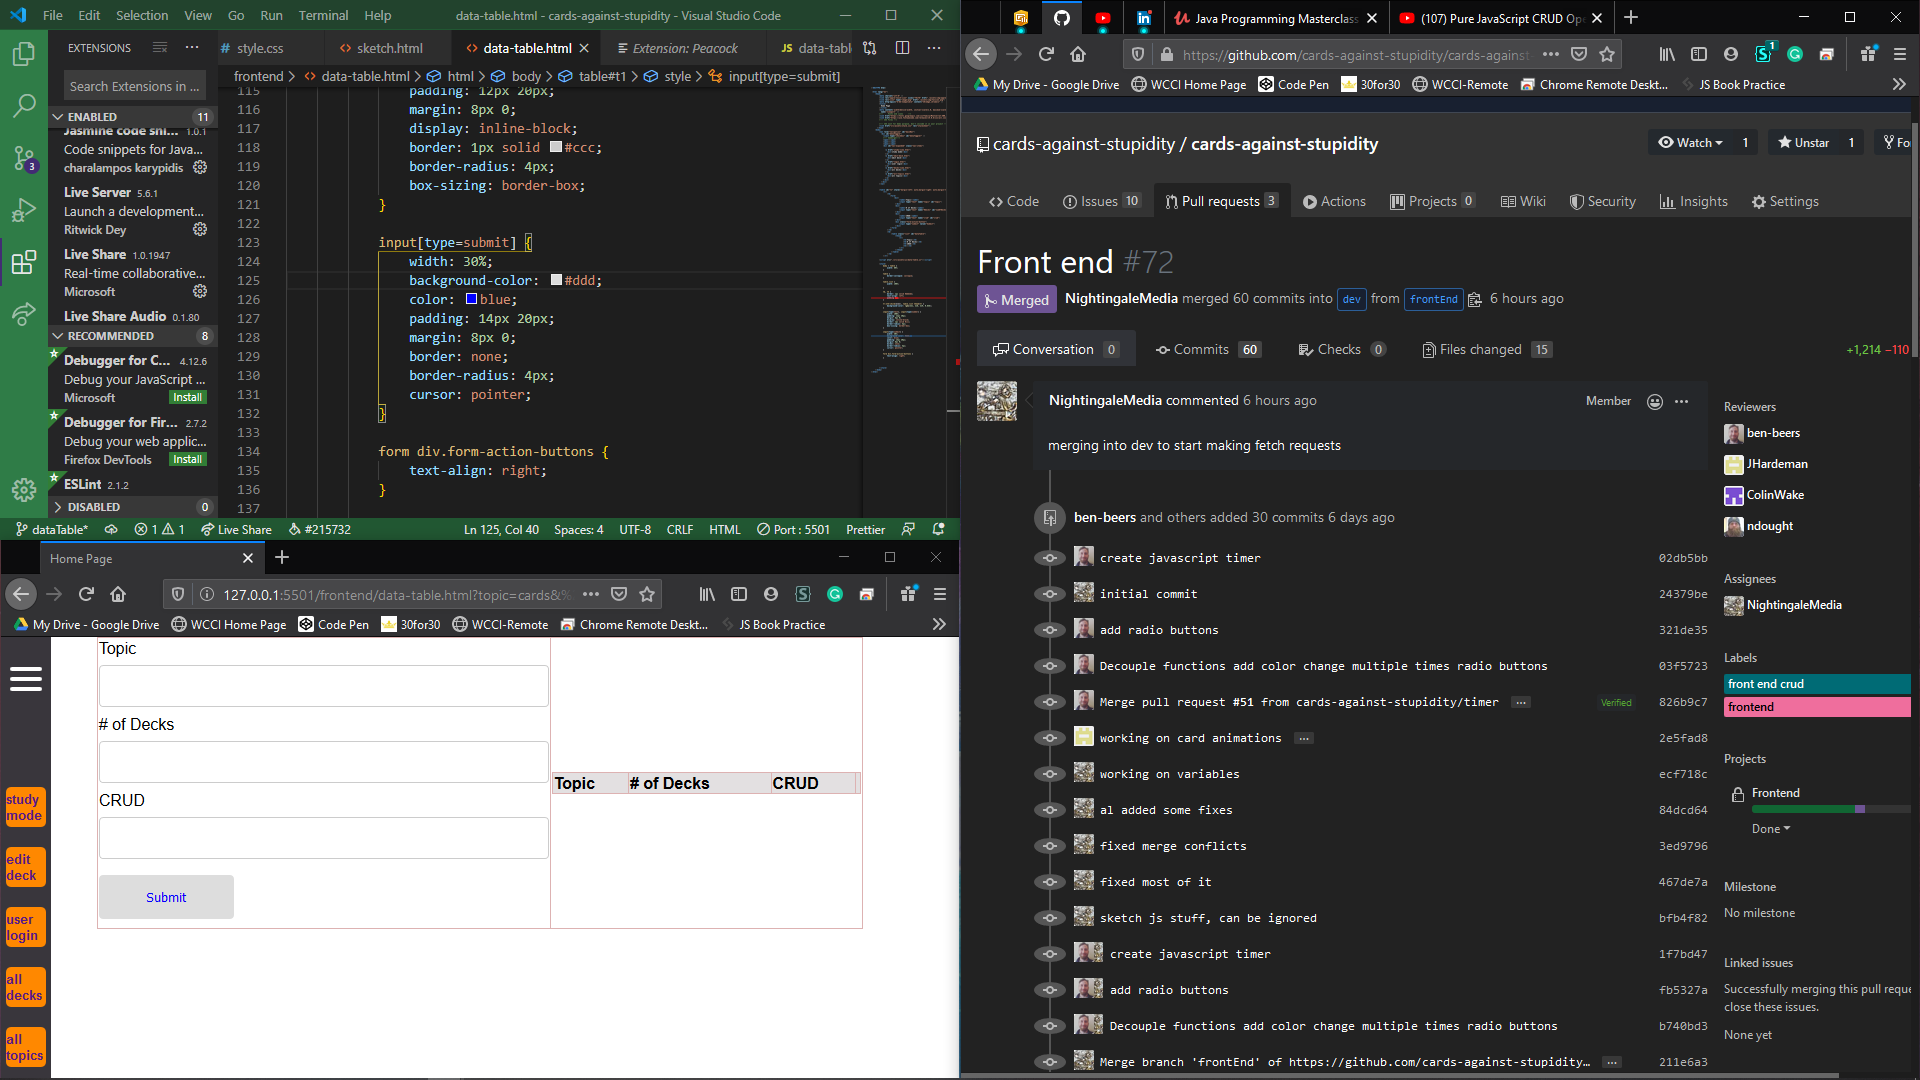 File Edit Selection View Go Run Terminal Help
data-table.html - cards-against-stupidity - Visual Studio Code
EXTENSIONS
# style.css
<> sketch.html
<> data-table.html
Extension: Peacock
JS data-tabl
Search Extensions in ...
frontend > <> data-table.html > html > body > table#t1 > style > input[type=submit]
ENABLED 11
Jasmine code sni... 1.0.1
Code snippets for Java...
charalampos karypidis
Live Server 5.6.1
Launch a development...
Ritwick Dey
Live Share 1.0.1947
Real-time collaborative...
Microsoft
Live Share Audio 0.1.80
RECOMMENDED 8
Debugger for C... 4.12.6
Debug your JavaScript ...
Microsoft Install
Debugger for Fir... 2.7.2
Debug your web applic...
Firefox DevTools Install
ESLint 2.1.2
DISABLED 0
3
115 padding: 12px 20px;
116 margin: 8px 0;
117 display: inline-block;
118 border: 1px solid #ccc;
119 border-radius: 4px;
120 box-sizing: border-box;
121 }
122
123 input[type=submit] {
124 width: 30%;
125 background-color: #ddd;
126 color: blue;
127 padding: 14px 20px;
128 margin: 8px 0;
129 border: none;
130 border-radius: 4px;
131 cursor: pointer;
132 }
133
134 form div.form-action-buttons {
135 text-align: right;
136 }
137
dataTable* 1 1 Live Share #215732 Ln 125, Col 40 Spaces: 4 UTF-8 CRLF HTML Port : 5501 Prettier
Home Page
127.0.0.1:5501/frontend/data-table.html?topic=cards&%
My Drive - Google Drive WCCI Home Page Code Pen 30for30 WCCI-Remote Chrome Remote Deskt... JS Book Practice
Topic
# of Decks
CRUD
Submit
Topic # of Decks CRUD
study mode
edit deck
user login
all decks
all topics
Java Programming Masterclass
(107) Pure JavaScript CRUD Ope
https://github.com/cards-against-stupidity/cards-against-
1
My Drive - Google Drive WCCI Home Page Code Pen 30for30 WCCI-Remote Chrome Remote Deskt... JS Book Practice
cards-against-stupidity / cards-against-stupidity
Watch 1 Unstar 1 Fo
Code Issues 10 Pull requests 3 Actions Projects 0 Wiki Security Insights Settings
Front end #72
Merged NightingaleMedia merged 60 commits into dev from frontEnd 6 hours ago
Conversation 0 Commits 60 Checks 0 Files changed 15 +1,214 −110
NightingaleMedia commented 6 hours ago Member
merging into dev to start making fetch requests
ben-beers and others added 30 commits 6 days ago
create javascript timer 02db5bb
initial commit 24379be
add radio buttons 321de35
Decouple functions add color change multiple times radio buttons 03f5723
Merge pull request #51 from cards-against-stupidity/timer ... Verified 826b9c7
working on card animations ... 2e5fad8
working on variables ecf718c
al added some fixes 84dcd64
fixed merge conflicts 3ed9796
fixed most of it 467de7a
sketch js stuff, can be ignored bfb4f82
create javascript timer 1f7bd47
add radio buttons fb5327a
Decouple functions add color change multiple times radio buttons b740bd3
Merge branch 'frontEnd' of https://github.com/cards-against-stupidity... ... 211e6a3
Reviewers
ben-beers
JHardeman
ColinWake
ndought
Assignees
NightingaleMedia
Labels
front end crud
frontend
Projects
Frontend
Done
Milestone
No milestone
Linked issues
Successfully merging this pull reque
close these issues.
None yet